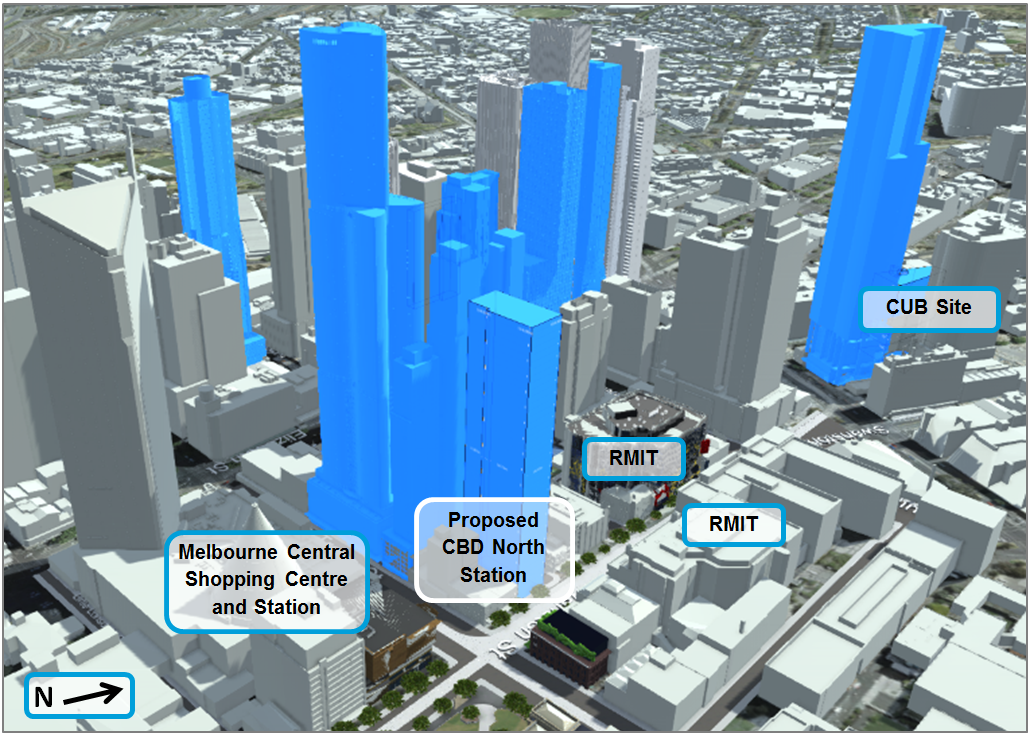 CUB Site
RMIT
RMIT
Proposed
CBD North
Station
Melbourne Central
Shopping Centre
and Station
N